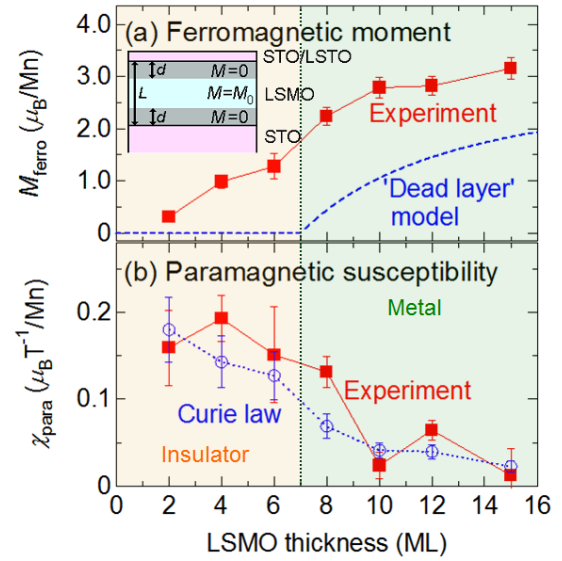 (a) Ferromagnetic moment
4.0
3.0
2.0
1.0
0
M_ferro (μ_B/Mn)
STO/LSTO
d
M=0
L
LSMO
M=M_0
d
M=0
STO
Experiment
'Dead layer'
model
(b) Paramagnetic susceptibility
0.2
0.1
0
χ_para (μ_B T^-1/Mn)
Metal
Experiment
Curie law
Insulator
0 2 4 6 8 10 12 14 16
LSMO thickness (ML)